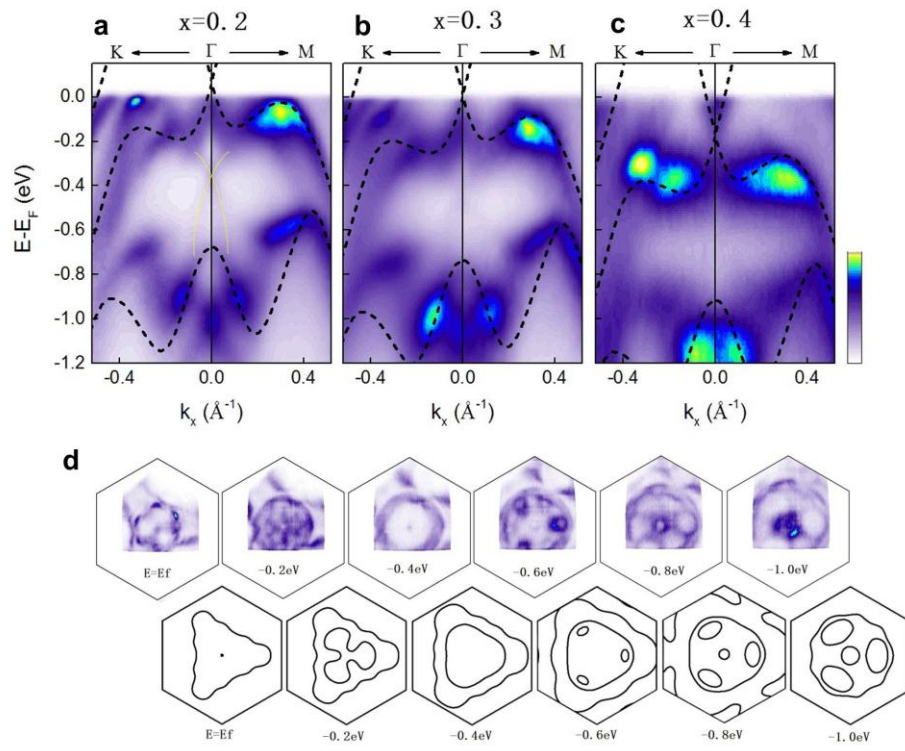 a x=0.2 b x=0.3 c x=0.4
K Γ M K Γ M K Γ M
0.0
-0.2
-0.4
-0.6
-0.8
-1.0
-1.2
E-E_F (eV)
-0.4 0.0 0.4 -0.4 0.0 0.4 -0.4 0.0 0.4
k_x (Å⁻¹) k_x (Å⁻¹) k_x (Å⁻¹)
d
E=Ef -0.2eV -0.4eV -0.6eV -0.8eV -1.0eV
E=Ef -0.2eV -0.4eV -0.6eV -0.8eV -1.0eV